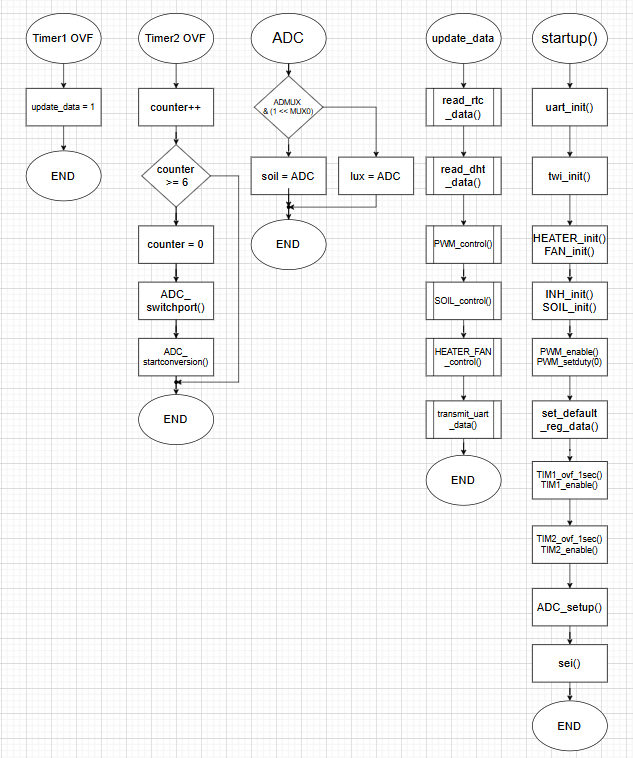 Timer1 OVF
update_data = 1
END
Timer2 OVF
counter++
counter
>= 6
counter = 0
ADC_
switchport()
ADC_
startconversion()
END
ADC
ADMUX
& (1 << MUX0)
soil = ADC
lux = ADC
END
update_data
read_rtc
_data()
read_dht
_data()
PWM_control()
SOIL_control()
HEATER_FAN
_control()
transmit_uart
_data()
END
startup()
uart_init()
twi_init()
HEATER_init()
FAN_init()
INH_init()
SOIL_init()
PWM_enable()
PWM_setduty(0)
set_default
_reg_data()
TIM1_ovf_1sec()
TIM1_enable()
TIM2_ovf_1sec()
TIM2_enable()
ADC_setup()
sei()
END